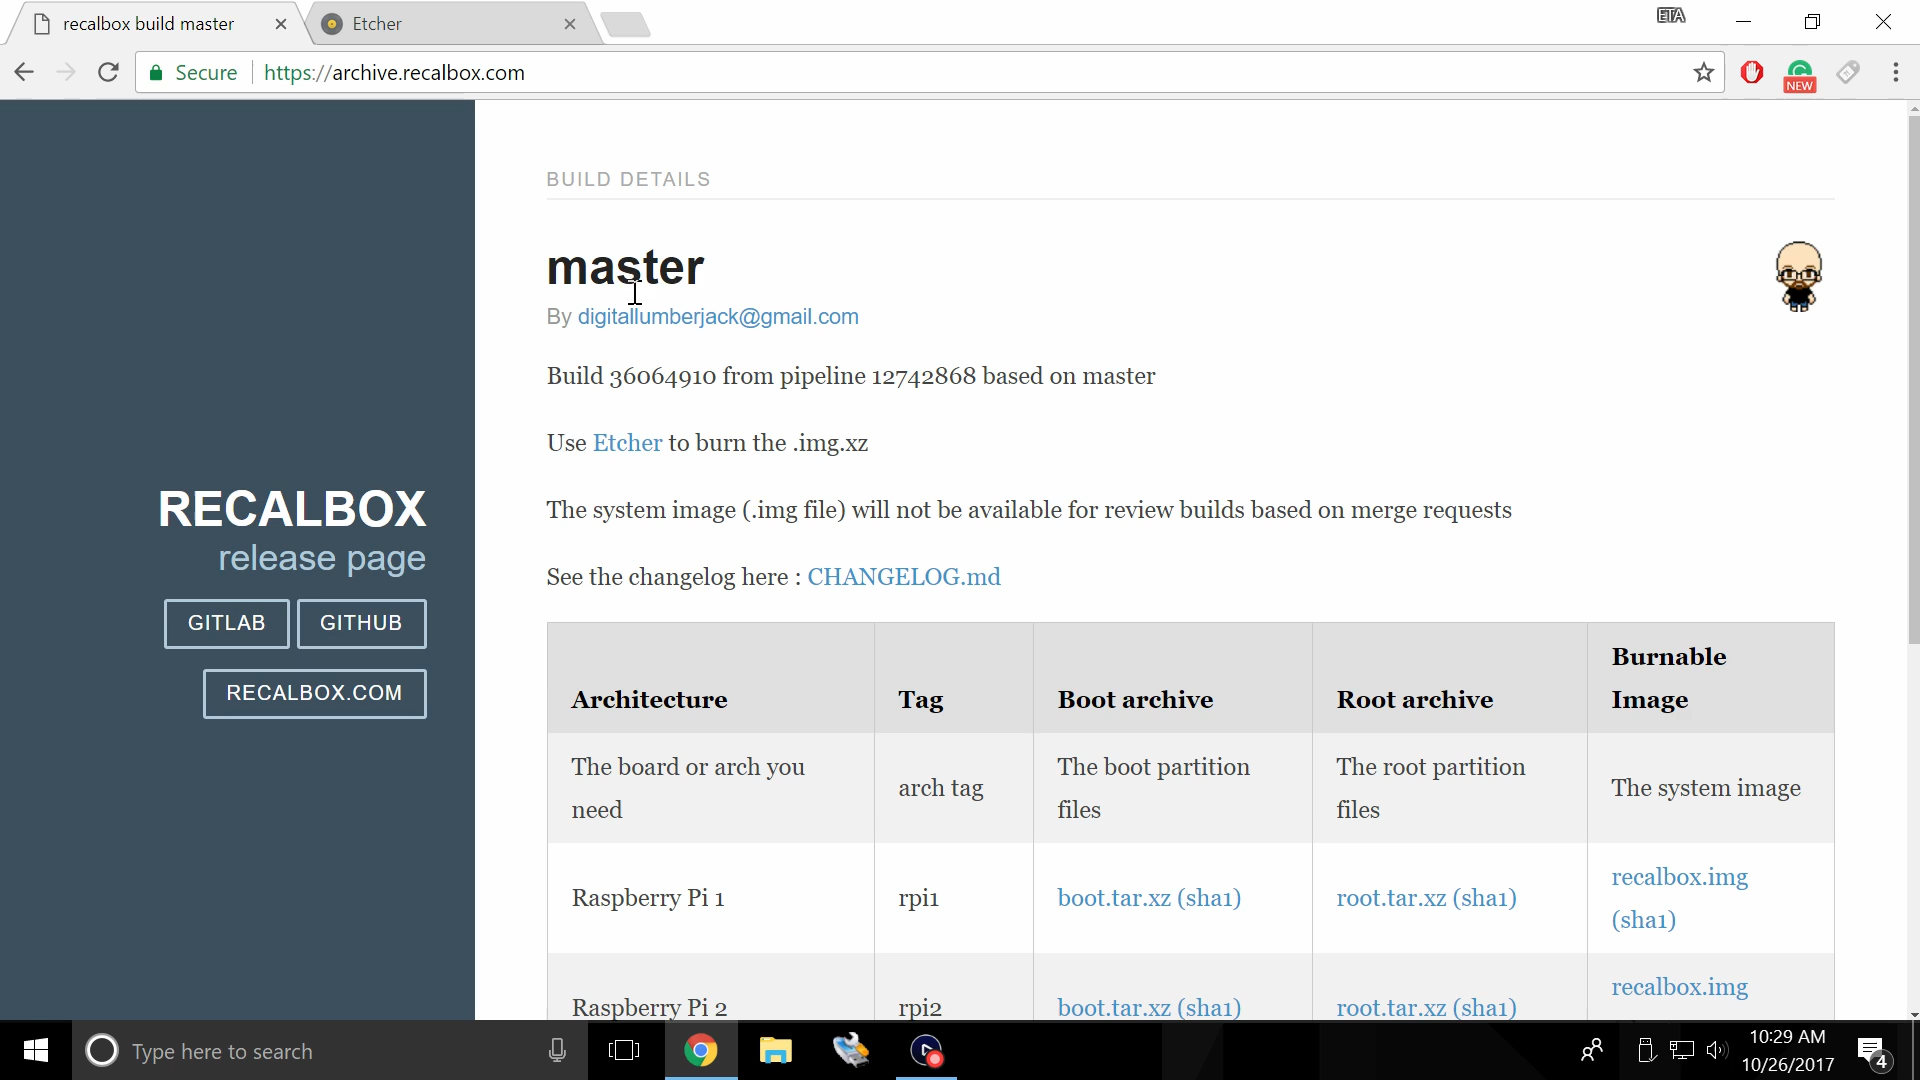 recalbox build master
Etcher
Secure
https://archive.recalbox.com
NEW
BUILD DETAILS
master
By digitallumberjack@gmail.com
Build 36064910 from pipeline 12742868 based on master
Use Etcher to burn the .img.xz
The system image (.img file) will not be available for review builds based on merge requests
See the changelog here : CHANGELOG.md
RECALBOX
release page
GITLAB GITHUB
RECALBOX.COM
Architecture Tag Boot archive Root archive Burnable Image
The board or arch you need arch tag The boot partition files The root partition files The system image
Raspberry Pi 1 rpi1 boot.tar.xz (sha1) root.tar.xz (sha1) recalbox.img (sha1)
Raspberry Pi 2 rpi2 boot.tar.xz (sha1) root.tar.xz (sha1) recalbox.img
Type here to search
10:29 AM
10/26/2017
4